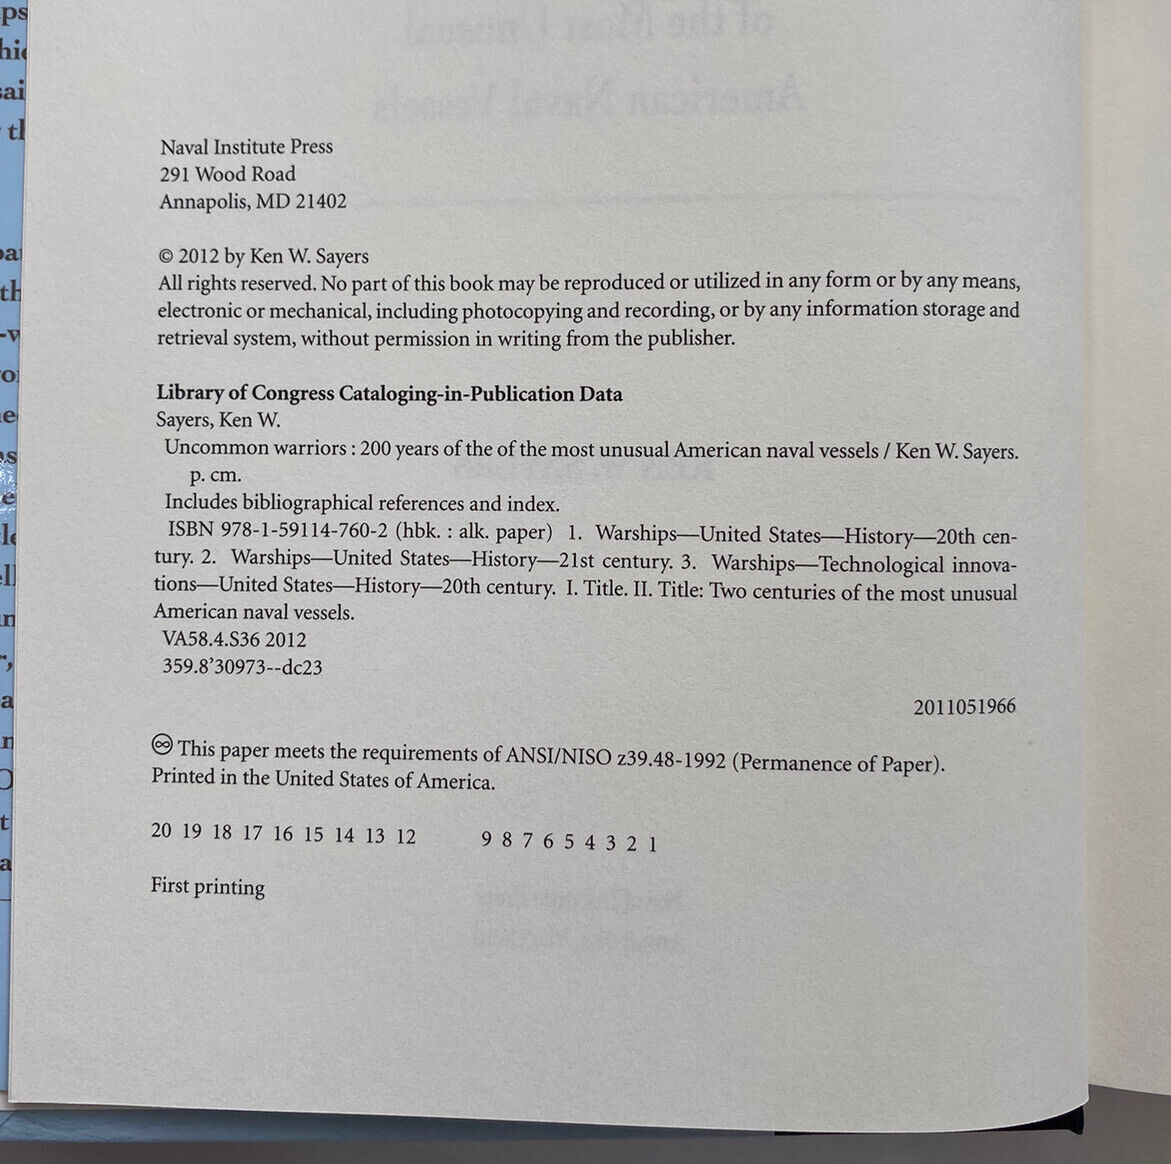 Naval Institute Press
291 Wood Road
Annapolis, MD 21402
© 2012 by Ken W. Sayers
All rights reserved. No part of this book may be reproduced or utilized in any form or by any means,
electronic or mechanical, including photocopying and recording, or by any information storage and
retrieval system, without permission in writing from the publisher.
Library of Congress Cataloging-in-Publication Data
Sayers, Ken W.
Uncommon warriors : 200 years of the of the most unusual American naval vessels / Ken W. Sayers.
p. cm.
Includes bibliographical references and index.
ISBN 978-1-59114-760-2 (hbk. : alk. paper) 1. Warships—United States—History—20th cen-
tury. 2. Warships—United States—History—21st century. 3. Warships—Technological innova-
tions—United States—History—20th century. I. Title. II. Title: Two centuries of the most unusual
American naval vessels.
VA58.4.S36 2012
359.8’30973--dc23
2011051966
♾ This paper meets the requirements of ANSI/NISO z39.48-1992 (Permanence of Paper).
Printed in the United States of America.
20 19 18 17 16 15 14 13 12 9 8 7 6 5 4 3 2 1
First printing